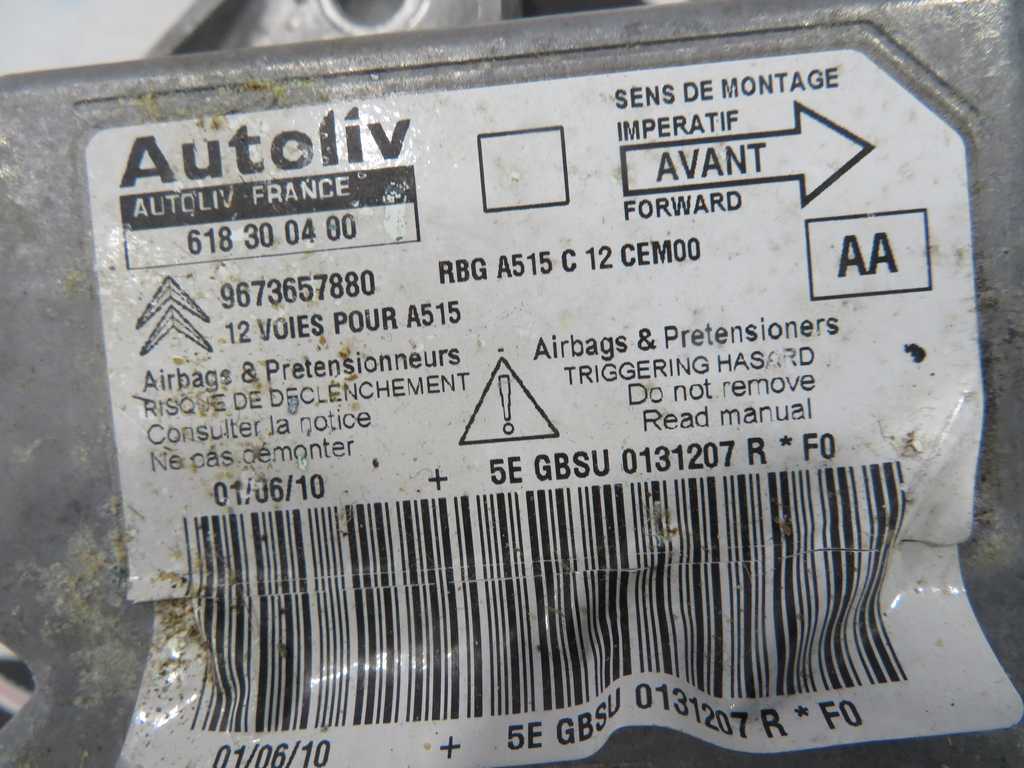 Autoliv
AUTOLIV FRANCE
618 30 04 00
SENS DE MONTAGE
IMPERATIF
AVANT
FORWARD
AA
9673657880
RBG A515 C 12 CEM00
12 VOIES POUR A515
Airbags & Pretensionneurs
RISQUE DE DECLENCHEMENT
Consulter la notice
Ne pas démonter
Airbags & Pretensioners
TRIGGERING HASARD
Do not remove
Read manual
01/06/10 + 5E GBSU 0131207 R * F0
01/06/10 + 5E GBSU 0131207 R * F0